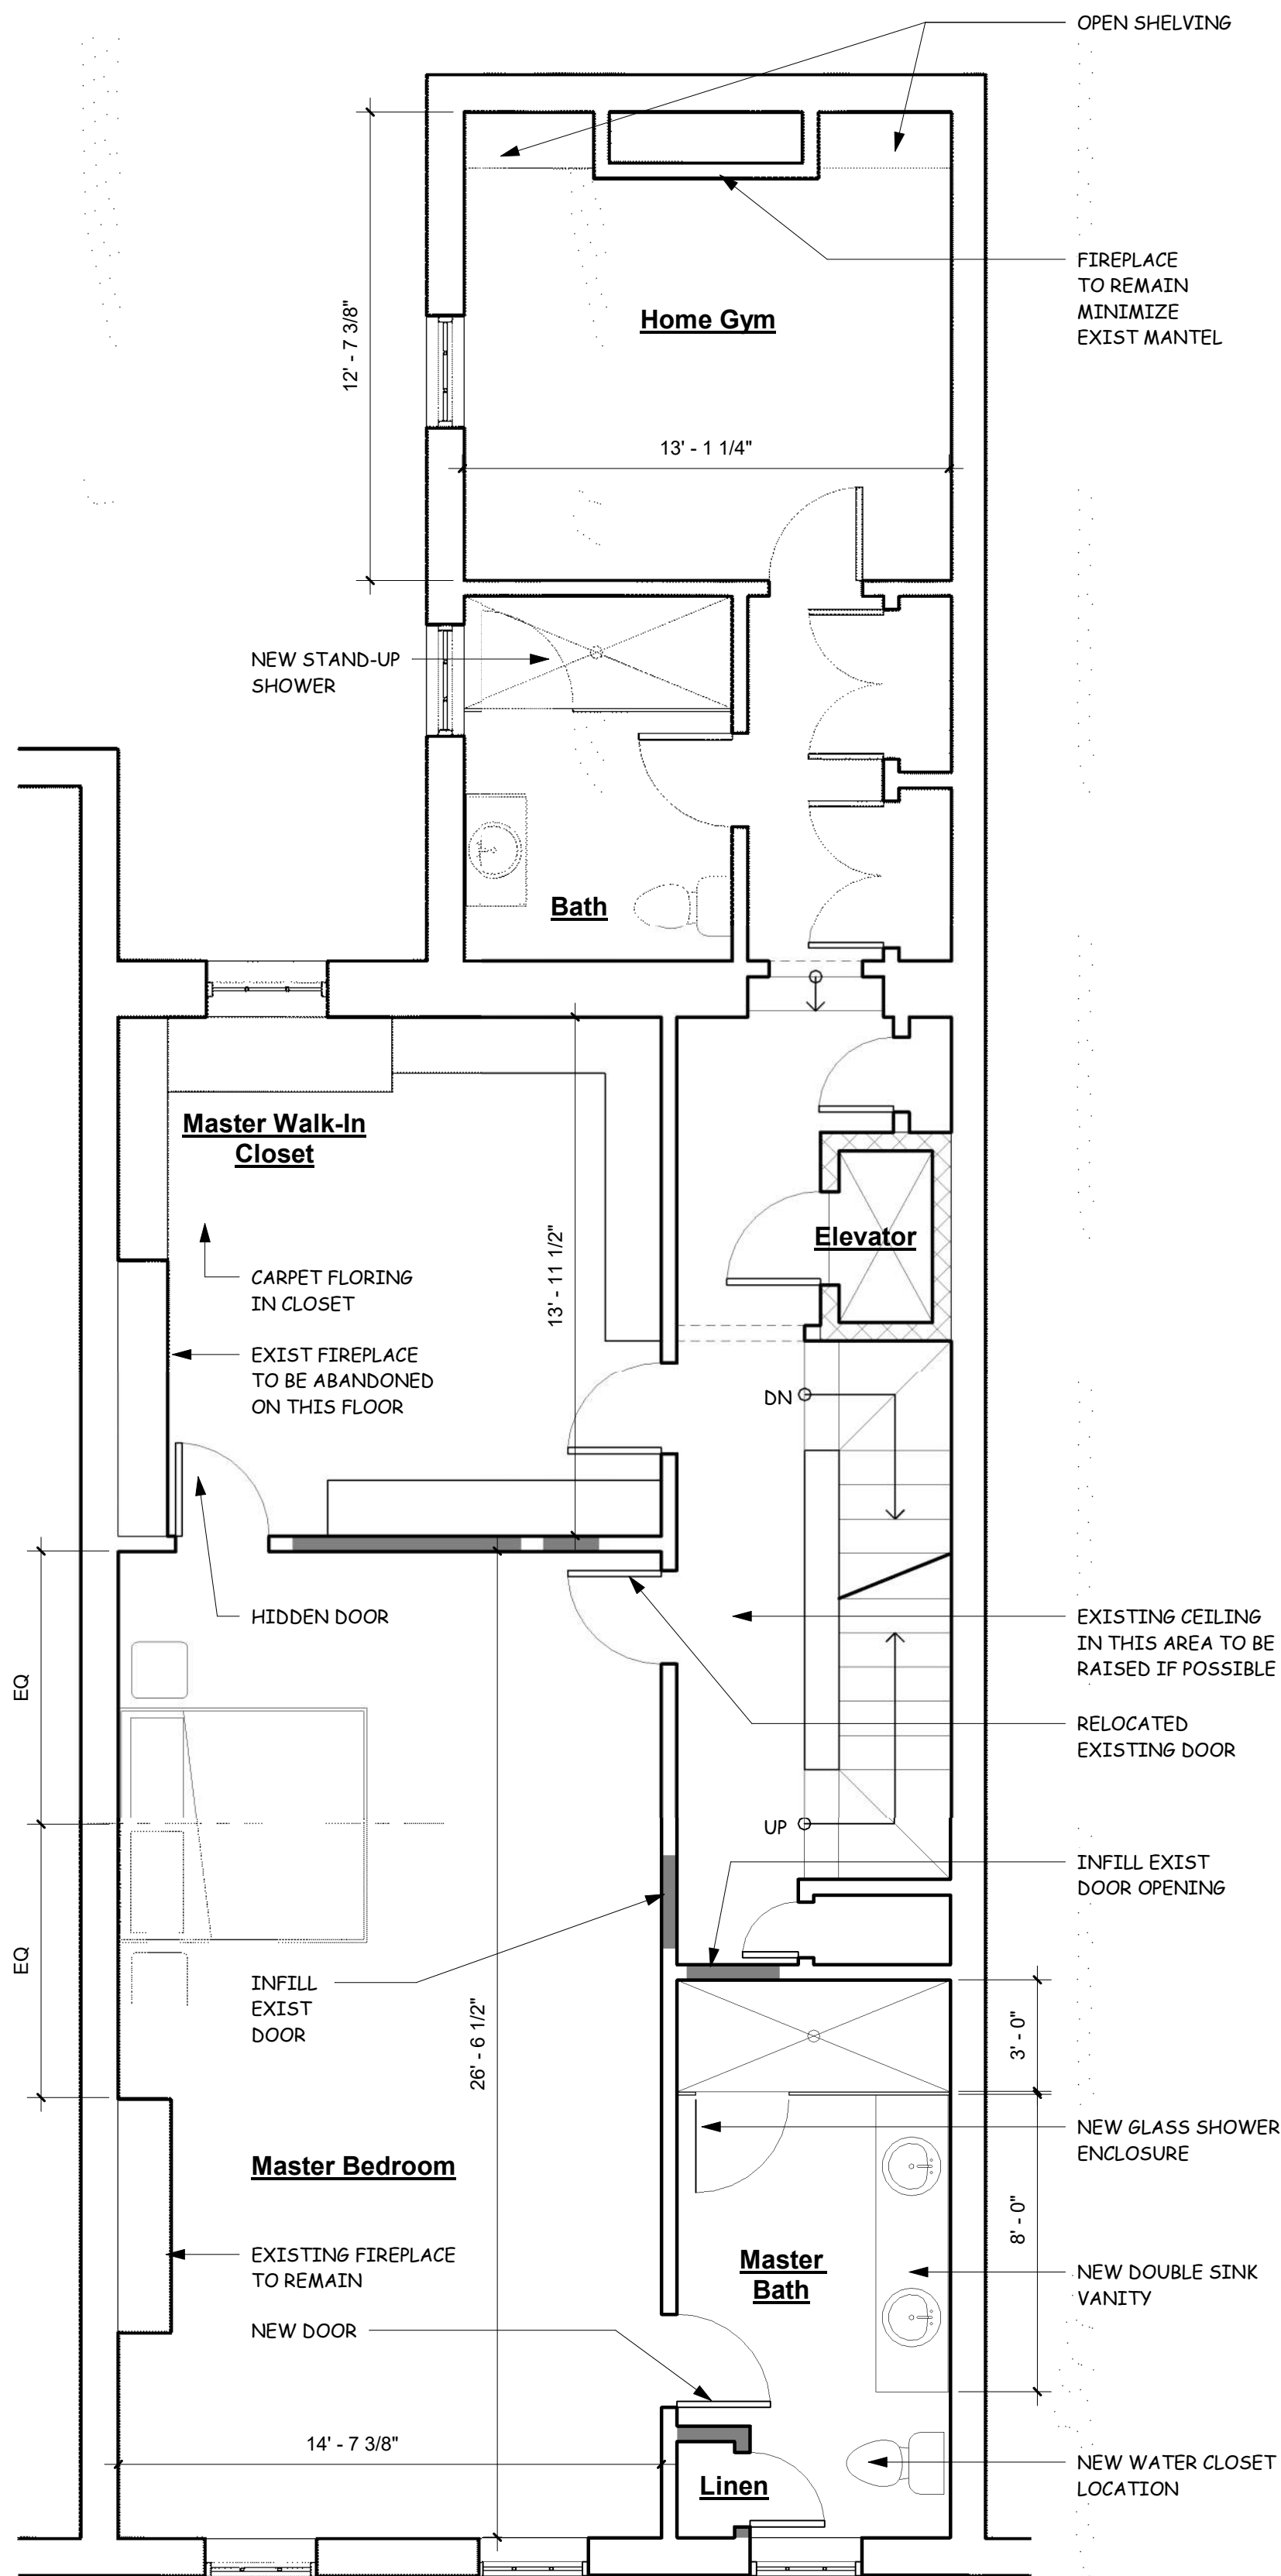 OPEN SHELVING
FIREPLACE
TO REMAIN
MINIMIZE
EXIST MANTEL
Home Gym
12' - 7 3/8"
13' - 1 1/4"
NEW STAND-UP
SHOWER
Bath
Master Walk-In
Closet
Elevator
13' - 11 1/2"
CARPET FLORING
IN CLOSET
EXIST FIREPLACE
TO BE ABANDONED
ON THIS FLOOR
DN
HIDDEN DOOR
EXISTING CEILING
IN THIS AREA TO BE
RAISED IF POSSIBLE
EQ
RELOCATED
EXISTING DOOR
UP
INFILL EXIST
DOOR OPENING
EQ
INFILL
EXIST
DOOR
26' - 6 1/2"
3' - 0"
NEW GLASS SHOWER
ENCLOSURE
Master Bedroom
8' - 0"
EXISTING FIREPLACE
TO REMAIN
Master
Bath
NEW DOUBLE SINK
VANITY
NEW DOOR
14' - 7 3/8"
Linen
NEW WATER CLOSET
LOCATION